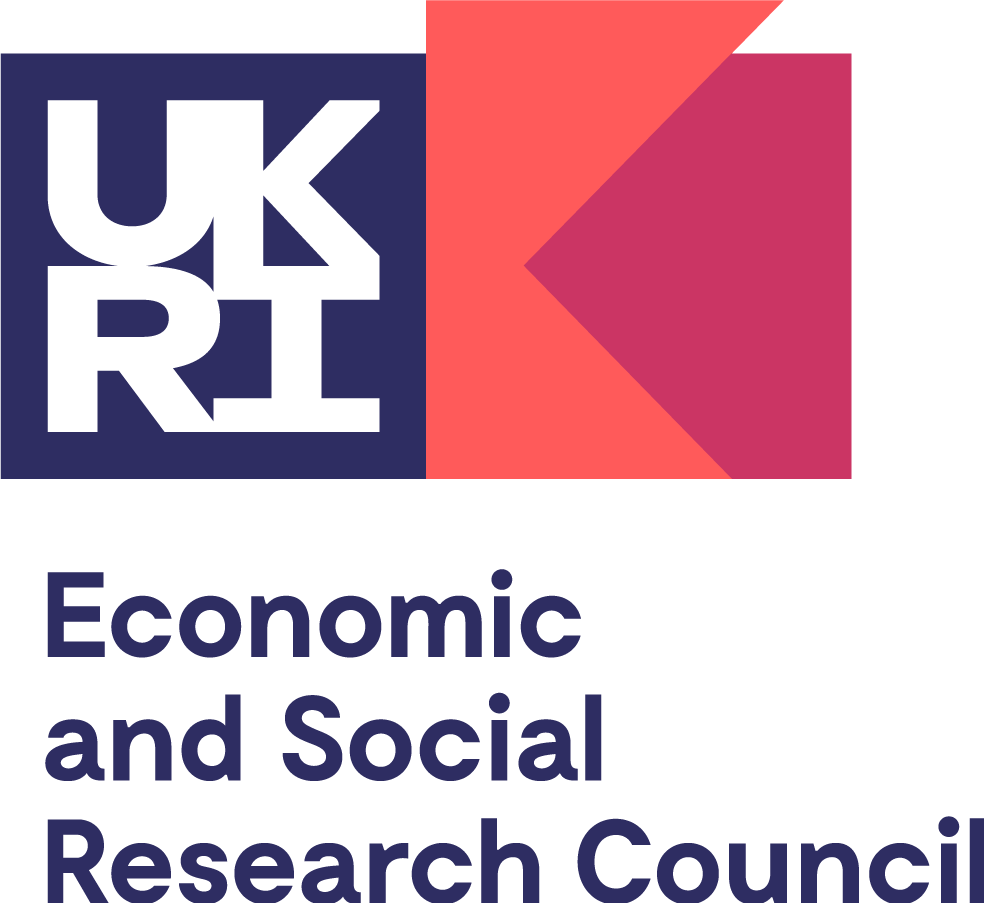 UK
RI
Economic
and Social
Research Council